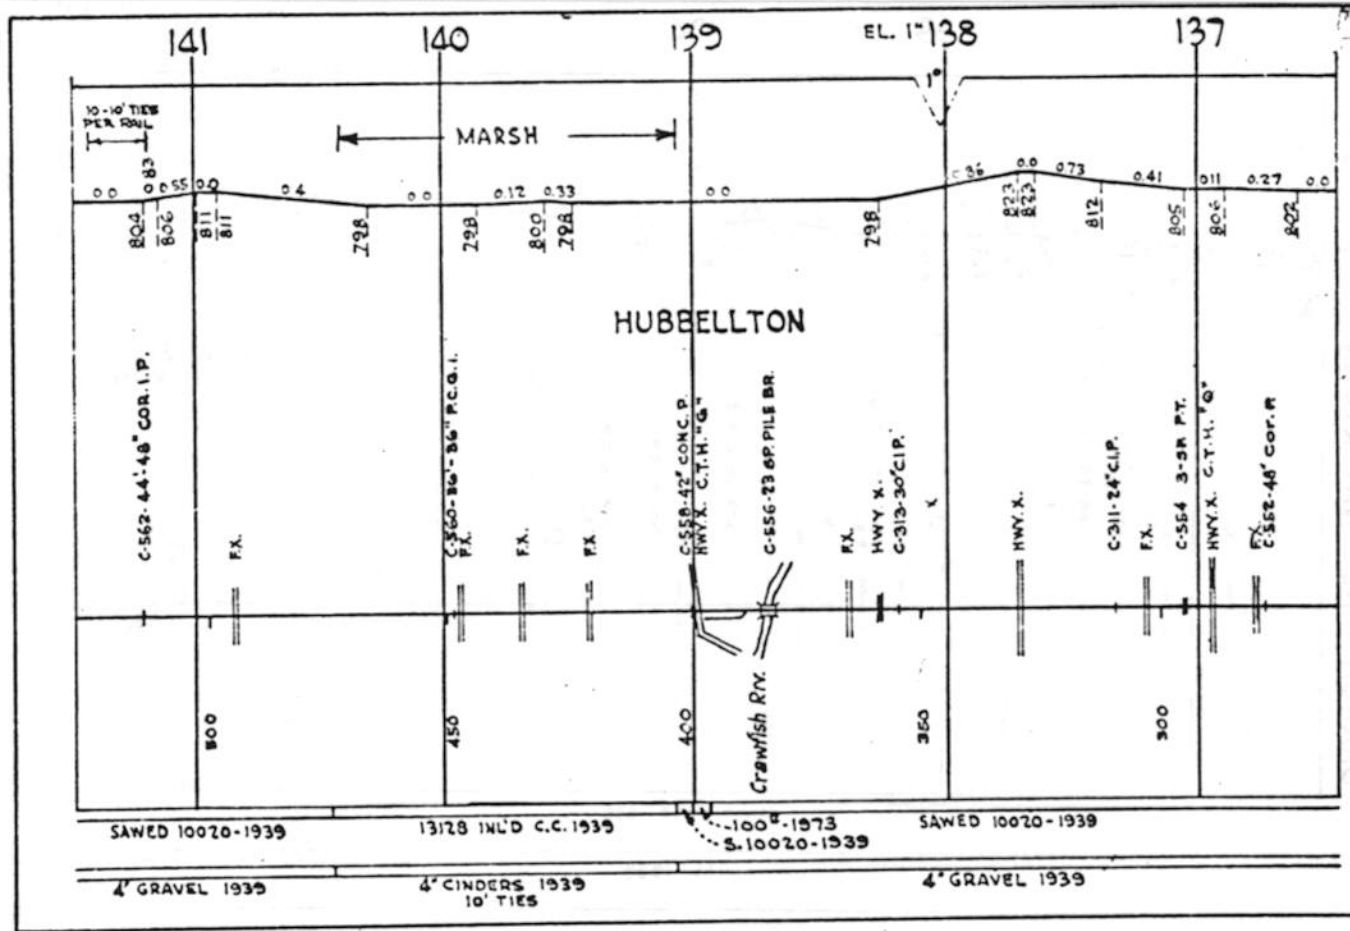 141
140
139
EL. 1" 138
137
1°
10-10' TIES
PER RAIL
MARSH
0.0
0.83
0.55
0.0
0.4
0.0
0.12
0.33
0.0
0.0
0.73
0.41
0.11
0.27
0.0
804
806
811
811
798
798
800
798
798
823
823
812
805
806
802
HUBBELLTON
C-562-44'-48" COR. I.P.
F.X.
C-560-36'-36" P.C.G.I.
F.X.
F.X.
F.X.
C-558-42" CONC. P.
HWY. X. C.T.H. "G"
C-556-23 SP. PILE BR.
F.X.
HWY X.
C-313-30" C.I.P.
X
HWY. X.
C-311-24" C.I.P.
F.X.
C-554 3-SP. P.T.
HWY. X. C.T.H. "Q"
F.X.
C-552-48" COR. P.
Crawfish Riv.
500
450
400
350
300
SAWED 10020-1939
13128 INL'D C.C. 1939
100#-1973
S. 10020-1939
SAWED 10020-1939
4" GRAVEL 1939
4" CINDERS 1939
10' TIES
4" GRAVEL 1939